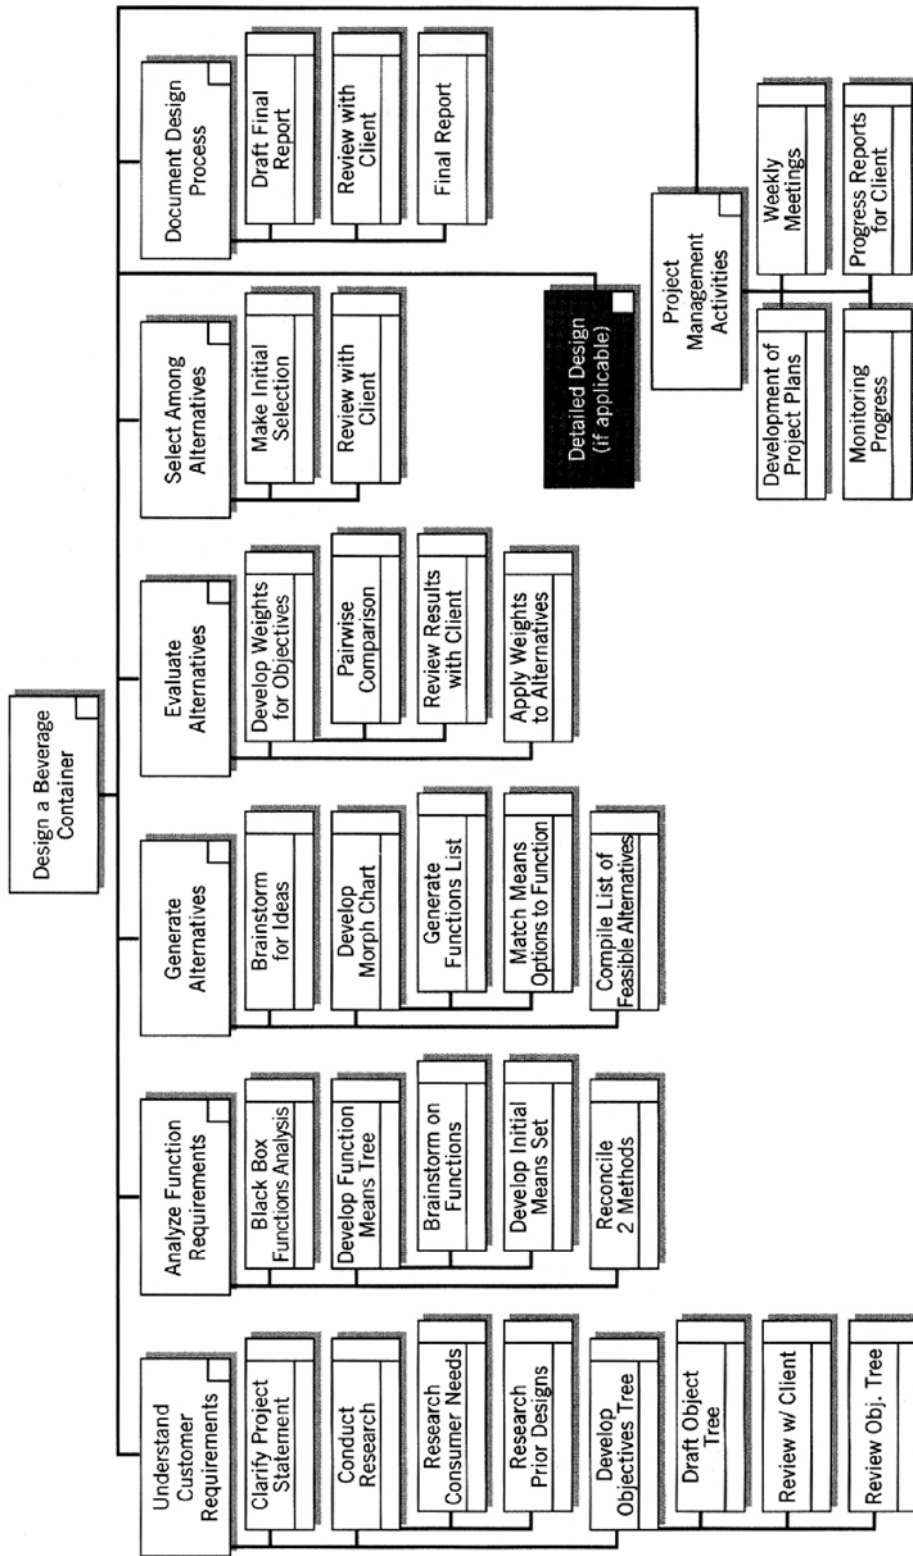 Design a Beverage
Container
Understand
Customer
Requirements
Clarify Project
Statement
Conduct
Research
Research
Consumer Needs
Research
Prior Designs
Develop
Objectives Tree
Draft Object
Tree
Review w/ Client
Review Obj. Tree
Analyze Function
Requirements
Black Box
Functions Analysis
Develop Function
Means Tree
Brainstorm on
Functions
Develop Initial
Means Set
Reconcile
2 Methods
Generate
Alternatives
Brainstorm
for Ideas
Develop
Morph Chart
Generate
Functions List
Match Means
Options to Function
Compile List of
Feasible Alternatives
Evaluate
Alternatives
Develop Weights
for Objectives
Pairwise
Comparison
Review Results
with Client
Apply Weights
to Alternatives
Select Among
Alternatives
Make Initial
Selection
Review with
Client
Document Design
Process
Draft Final
Report
Review with
Client
Final Report
Detailed Design
(if applicable)
Project
Management
Activities
Development of
Project Plans
Weekly
Meetings
Monitoring
Progress
Progress Reports
for Client